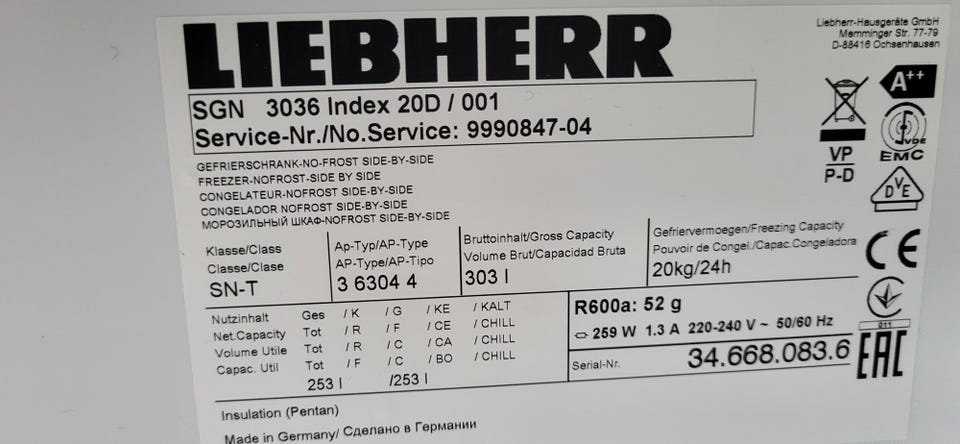 LIEBHERR
Liebherr-Hausgeräte GmbH
Memminger Str. 77-79
D-88416 Ochsenhausen
SGN 3036 Index 20D / 001
Service-Nr./No.Service: 9990847-04
A++
VDE
EMC
VP
P-D
DVE
GEFRIERSCHRANK-NO-FROST SIDE-BY-SIDE
FREEZER-NOFROST-SIDE BY SIDE
CONGELATEUR-NOFROST SIDE-BY-SIDE
CONGELADOR NOFROST SIDE-BY-SIDE
МОРОЗИЛЬНЫЙ ШКАФ-NOFROST SIDE-BY-SIDE
Klasse/Class
Classe/Clase
SN-T
Ap-Typ/AP-Type
AP-Type/AP-Tipo
3 6304 4
Bruttoinhalt/Gross Capacity
Volume Brut/Capacidad Bruta
303 l
Gefriervermoegen/Freezing Capacity
Pouvoir de Congel./Capac.Congeladora
20kg/24h
CE
Nutzinhalt Ges / K / G / KE / KALT
Net.Capacity Tot / R / F / CE / CHILL
Volume Utile Tot / R / C / CA / CHILL
Capac. Util Tot / F / C / BO / CHILL
253 l /253 l
R600a: 52 g
259 W 1.3 A 220-240 V ~ 50/60 Hz
Serial-Nr. 34.668.083.6
011
EAC
Insulation (Pentan)
Made in Germany/ Сделано в Германии